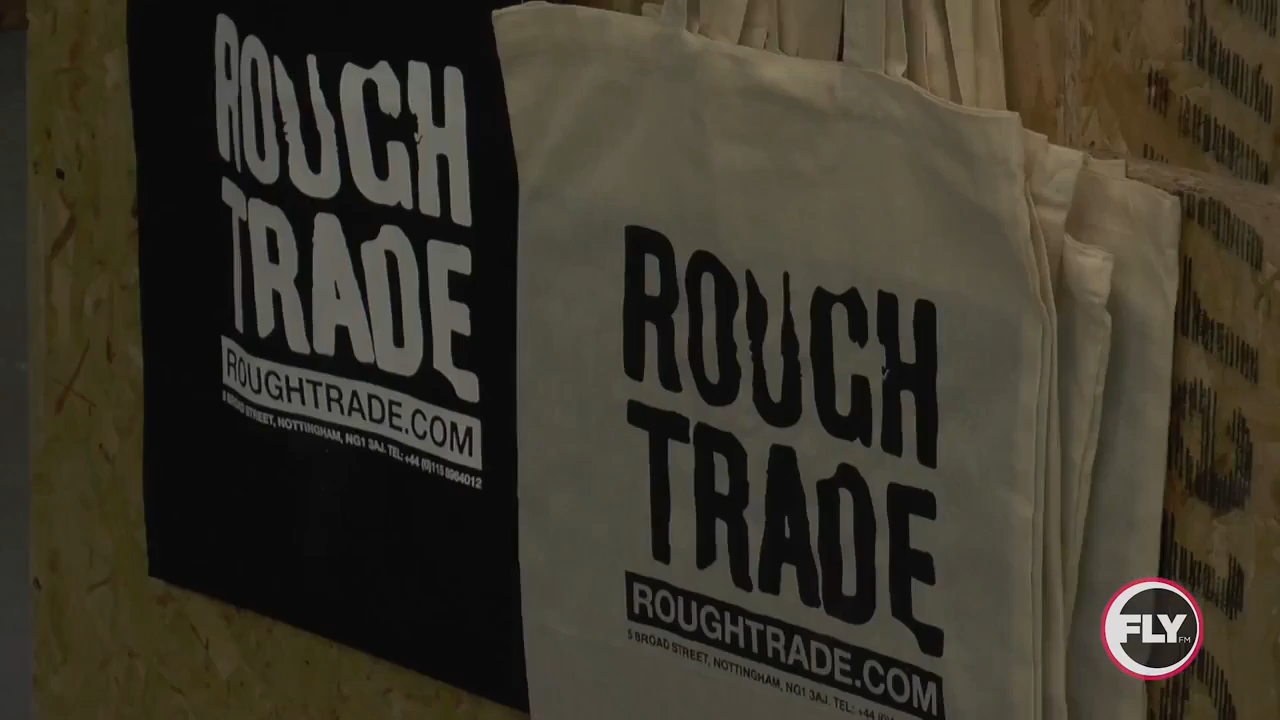 ROUGH
TRADE
ROUGHTRADE.COM
5 BROAD STREET, NOTTINGHAM, NG1 3AJ. TEL: +44 (0)115 8964012
ROUGH
TRADE
ROUGHTRADE.COM
5 BROAD STREET, NOTTINGHAM, NG1 3AJ. TEL: +44
FLY FM